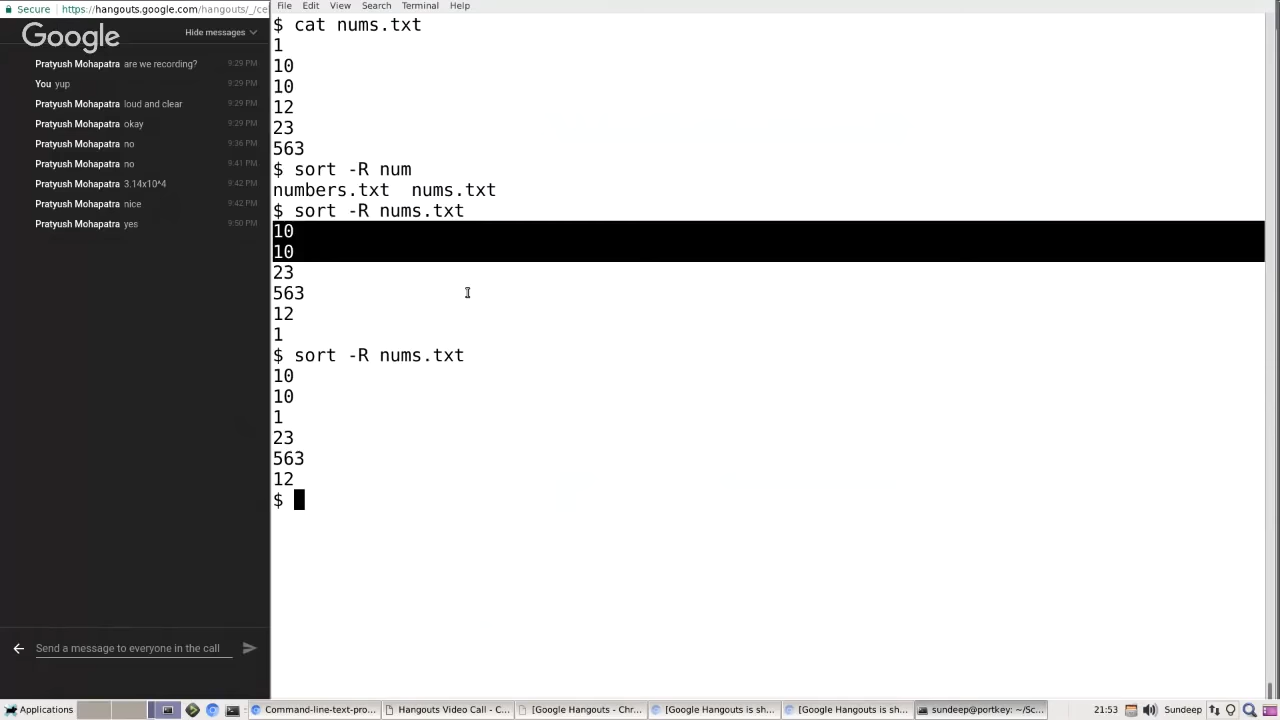 Secure https://hangouts.google.com/hangouts/_/ce
Google
Hide messages
Pratyush Mohapatra are we recording? 9:29 PM
You yup 9:29 PM
Pratyush Mohapatra loud and clear 9:29 PM
Pratyush Mohapatra okay 9:29 PM
Pratyush Mohapatra no 9:36 PM
Pratyush Mohapatra no 9:41 PM
Pratyush Mohapatra 3.14x10^4 9:42 PM
Pratyush Mohapatra nice 9:42 PM
Pratyush Mohapatra yes 9:50 PM
Send a message to everyone in the call
File Edit View Search Terminal Help
$ cat nums.txt
1
10
10
12
23
563
$ sort -R num
numbers.txt  nums.txt
$ sort -R nums.txt
10
10
23
563
12
1
$ sort -R nums.txt
10
10
1
23
563
12
$
Applications Command-line-text-pro... Hangouts Video Call - C... [Google Hangouts - Chr... [Google Hangouts is sh... [Google Hangouts is sh... sundeep@portkey: ~/Sc... 21:53 Sundeep